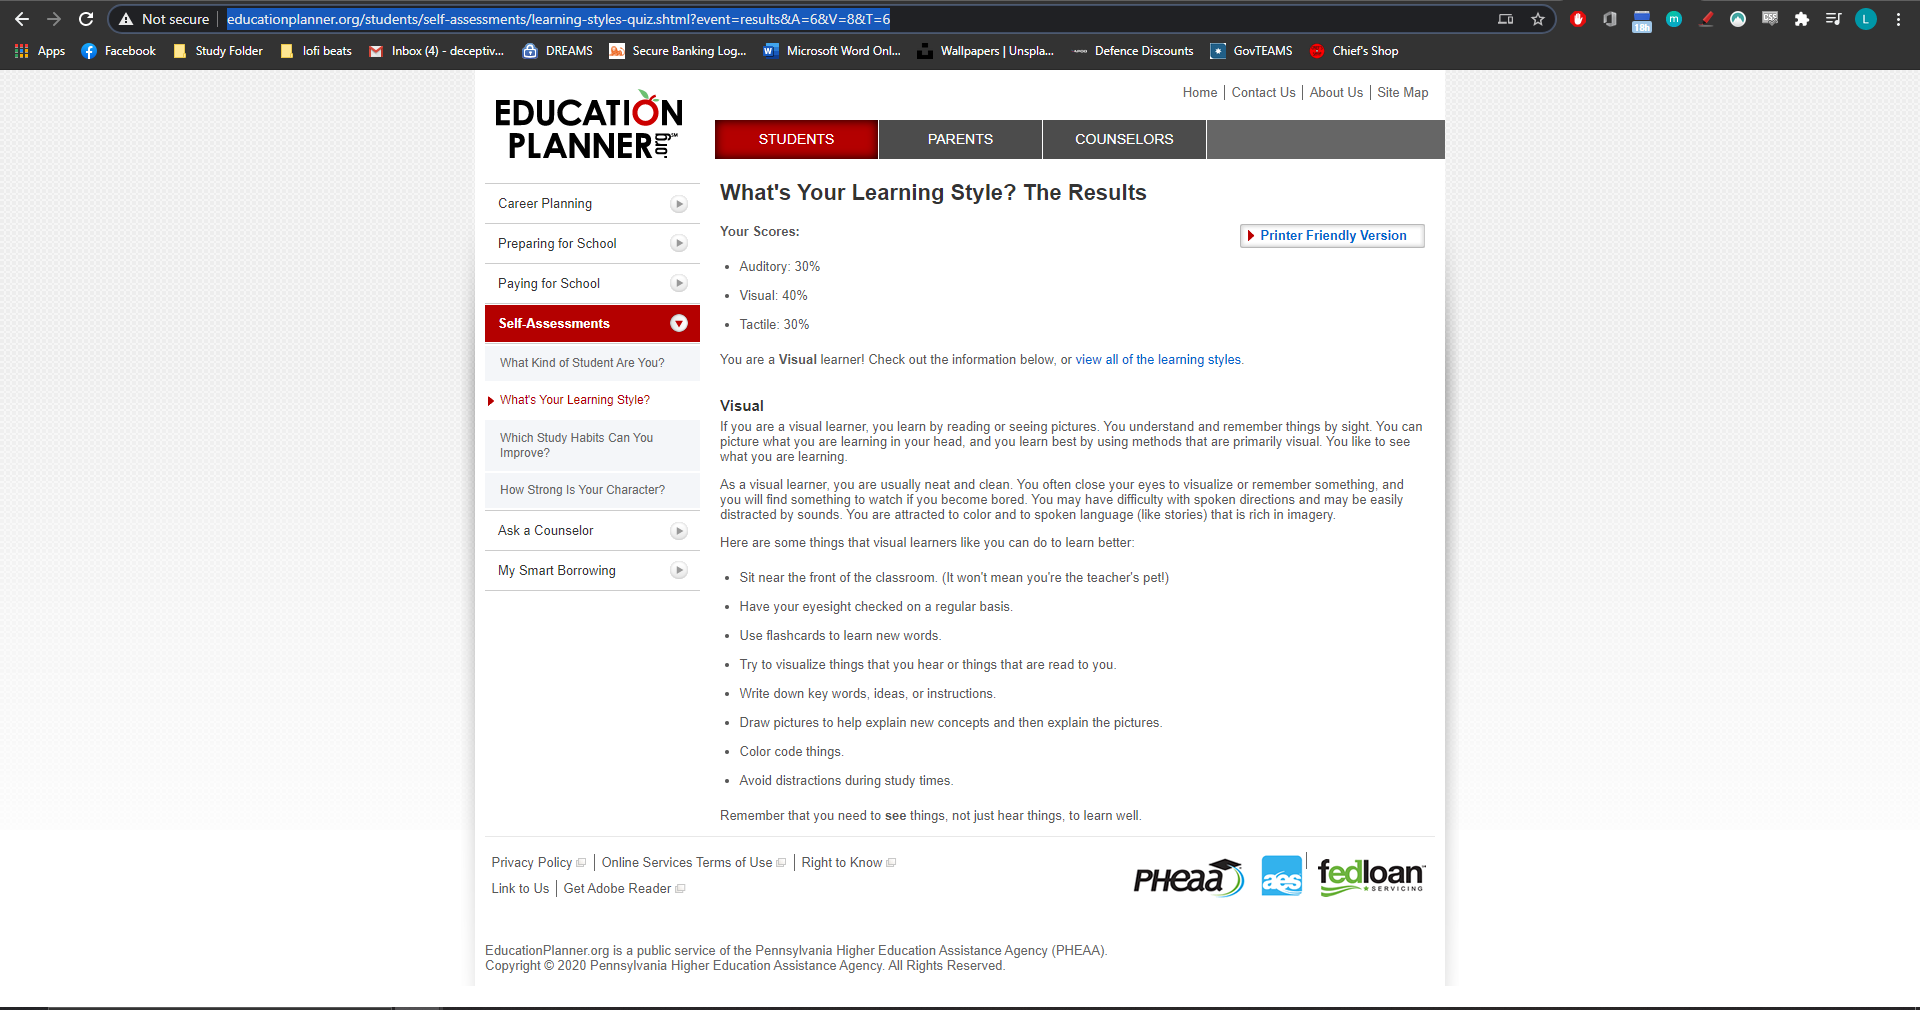 Not secure | educationplanner.org/students/self-assessments/learning-styles-quiz.shtml?event=results&A=6&V=8&T=6
18h m CSS L
Apps Facebook Study Folder lofi beats Inbox (4) - deceptiv... DREAMS Secure Banking Log... Microsoft Word Onl... Wallpapers | Unspla... Defence Discounts GovTEAMS Chief's Shop
Home | Contact Us | About Us | Site Map
EDUCATION
PLANNER.org
STUDENTS PARENTS COUNSELORS
Career Planning
Preparing for School
Paying for School
Self-Assessments
What Kind of Student Are You?
What's Your Learning Style?
Which Study Habits Can You
Improve?
How Strong Is Your Character?
Ask a Counselor
My Smart Borrowing
What's Your Learning Style? The Results
Your Scores:
Printer Friendly Version
• Auditory: 30%
• Visual: 40%
• Tactile: 30%
You are a Visual learner! Check out the information below, or view all of the learning styles.
Visual
If you are a visual learner, you learn by reading or seeing pictures. You understand and remember things by sight. You can
picture what you are learning in your head, and you learn best by using methods that are primarily visual. You like to see
what you are learning.
As a visual learner, you are usually neat and clean. You often close your eyes to visualize or remember something, and
you will find something to watch if you become bored. You may have difficulty with spoken directions and may be easily
distracted by sounds. You are attracted to color and to spoken language (like stories) that is rich in imagery.
Here are some things that visual learners like you can do to learn better:
• Sit near the front of the classroom. (It won't mean you're the teacher's pet!)
• Have your eyesight checked on a regular basis.
• Use flashcards to learn new words.
• Try to visualize things that you hear or things that are read to you.
• Write down key words, ideas, or instructions.
• Draw pictures to help explain new concepts and then explain the pictures.
• Color code things.
• Avoid distractions during study times.
Remember that you need to see things, not just hear things, to learn well.
Privacy Policy | Online Services Terms of Use | Right to Know
Link to Us | Get Adobe Reader
PHEAA aes fedloan
SERVICING
EducationPlanner.org is a public service of the Pennsylvania Higher Education Assistance Agency (PHEAA).
Copyright © 2020 Pennsylvania Higher Education Assistance Agency. All Rights Reserved.